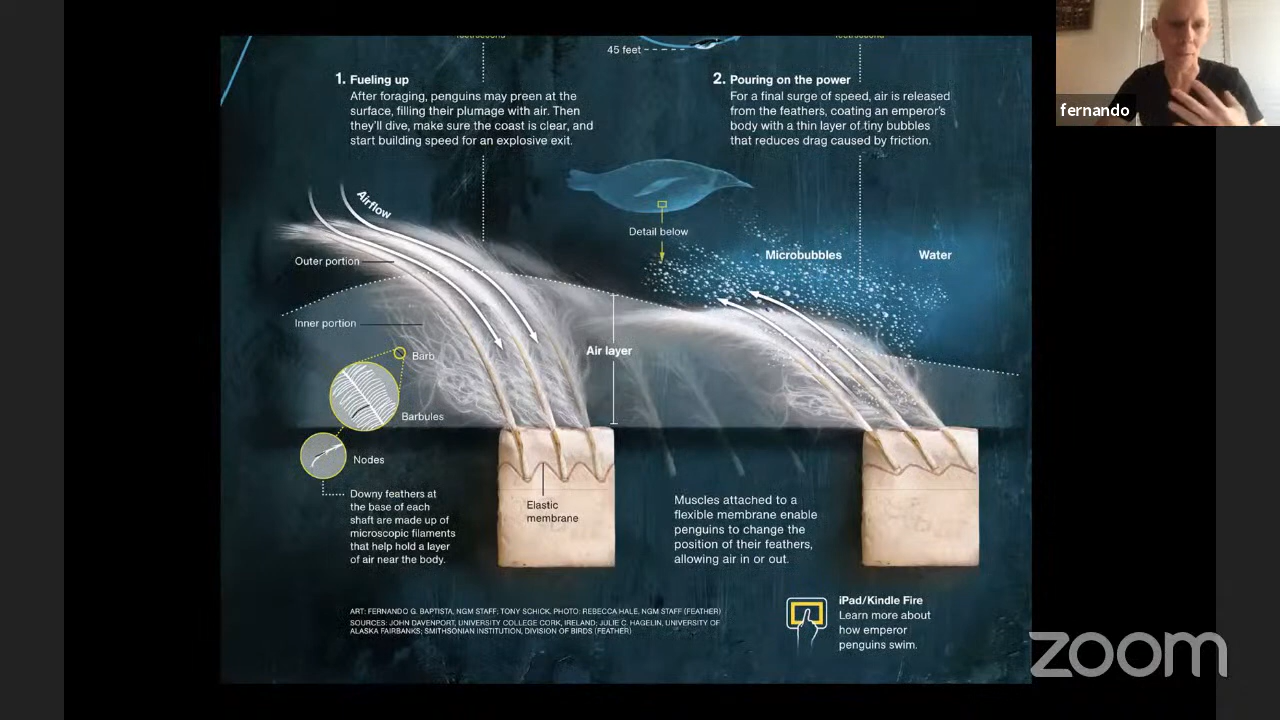 45 feet
1. Fueling up
After foraging, penguins may preen at the
surface, filling their plumage with air. Then
they'll dive, make sure the coast is clear, and
start building speed for an explosive exit.
2. Pouring on the power
For a final surge of speed, air is released
from the feathers, coating an emperor's
body with a thin layer of tiny bubbles
that reduces drag caused by friction.
fernando
Airflow
Detail below
Outer portion
Microbubbles
Water
Inner portion
Air layer
Barb
Barbules
Nodes
Downy feathers at
the base of each
shaft are made up of
microscopic filaments
that help hold a layer
of air near the body.
Elastic
membrane
Muscles attached to a
flexible membrane enable
penguins to change the
position of their feathers,
allowing air in or out.
ART: FERNANDO G. BAPTISTA, NGM STAFF; TONY SCHICK. PHOTO: REBECCA HALE, NGM STAFF (FEATHER)
SOURCES: JOHN DAVENPORT, UNIVERSITY COLLEGE CORK, IRELAND; JULIE C. HAGELIN, UNIVERSITY OF
ALASKA FAIRBANKS; SMITHSONIAN INSTITUTION, DIVISION OF BIRDS (FEATHER)
iPad/Kindle Fire
Learn more about
how emperor
penguins swim.
zoom